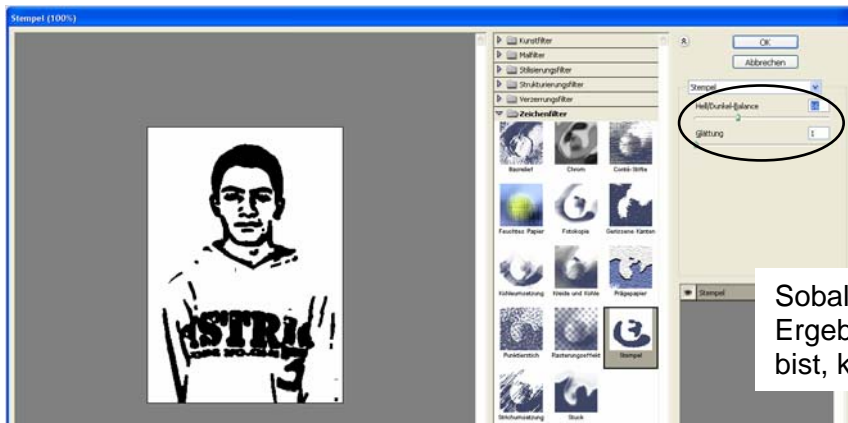 Stempel (100%)
Kunstfilter
Malfilter
Stilisierungsfilter
Strukturierungsfilter
Verzerrungsfilter
Zeichenfilter
Basrelief Chrom Conté-Stifte
Feuchtes Papier Fotokopie Gerissene Kanten
Kohleumsetzung Kreide und Kohle Prägepapier
Punktierstich Rasterungseffekt Stempel
Strichumsetzung Stuck
OK
Abbrechen
Stempel
Hell/Dunkel-Balance
Glättung 1
Stempel
Sobal
Ergeb
bist, k